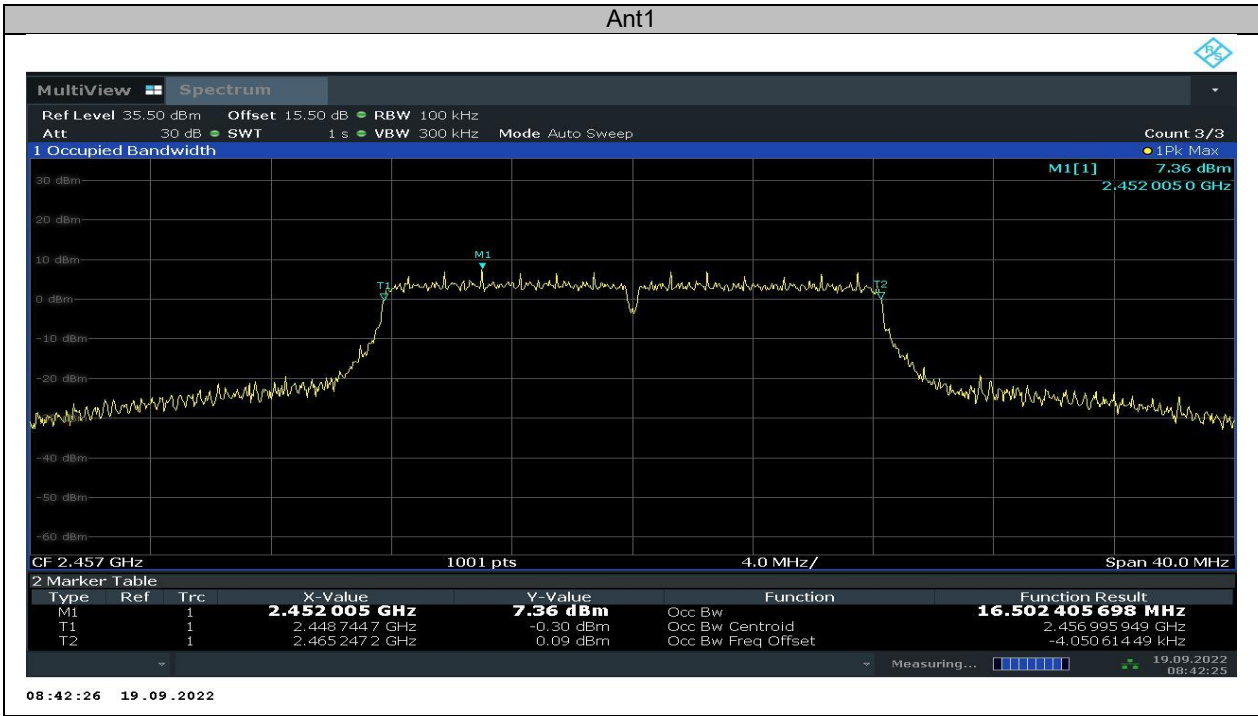 Ant1
R/S
MultiView Spectrum
Ref Level 35.50 dBm Offset 15.50 dB RBW 100 kHz
Att 30 dB SWT 1 s VBW 300 kHz Mode Auto Sweep Count 3/3
1 Occupied Bandwidth 1Pk Max
M1[1] 7.36 dBm
2.452 005 0 GHz
30 dBm
20 dBm
M1
10 dBm
T1 T2
0 dBm
-10 dBm
-20 dBm
-40 dBm
-50 dBm
-60 dBm
CF 2.457 GHz 1001 pts 4.0 MHz/ Span 40.0 MHz
2 Marker Table
Type Ref Trc X-Value Y-Value Function Function Result
M1 1 2.452 005 GHz 7.36 dBm Occ Bw 16.502 405 698 MHz
T1 1 2.448 744 7 GHz -0.30 dBm Occ Bw Centroid 2.456 995 949 GHz
T2 1 2.465 247 2 GHz 0.09 dBm Occ Bw Freq Offset -4.050 614 49 kHz
Measuring... 19.09.2022
08:42:25
08:42:26 19.09.2022